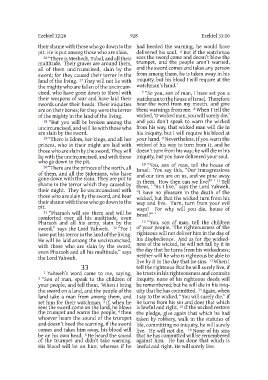 Ezekiel 32:24 928 Ezekiel 33:16
their shame with those who go down to the
pit. He is put among those who are slain.
26 "There is Meshech, Tubal, and all their
multitude. Their graves are around them,
all of them uncircumcised, slain by the
sword; for they caused their terror in the
land of the living. 27 They will not lie with
the mighty who are fallen of the uncircum-
cised, who have gone down to Sheol with
their weapons of war and have laid their
swords under their heads. Their iniquities
are on their bones; for they were the terror
of the mighty in the land of the living.
28 "But you will be broken among the
uncircumcised, and will lie with those who
are slain by the sword.
29 "There is Edom, her kings, and all her
princes, who in their might are laid with
those who are slain by the sword. They will
lie with the uncircumcised, and with those
who go down to the pit.
30 "There are the princes of the north, all
of them, and all the Sidonians, who have
gone down with the slain. They are put to
shame in the terror which they caused by
their might. They lie uncircumcised with
those who are slain by the sword, and bear
their shame with those who go down to the
pit.
31 "Pharaoh will see them and will be
comforted over all his multitude, even
Pharaoh and all his army, slain by the
sword," says the Lord Yahweh. 32 "For I
have put his terror in the land of the living.
He will be laid among the uncircumcised,
with those who are slain by the sword,
even Pharaoh and all his multitude," says
the Lord Yahweh.
33
1 Yahweh's word came to me, saying,
2 "Son of man, speak to the children of
your people, and tell them, 'When I bring
the sword on a land, and the people of the
land take a man from among them, and
set him for their watchman, 3 if, when he
sees the sword come on the land, he blows
the trumpet and warns the people, 4 then
whoever hears the sound of the trumpet
and doesn't heed the warning, if the sword
comes and takes him away, his blood will
be on his own head. 5 He heard the sound
of the trumpet and didn't take warning.
His blood will be on him; whereas if he
had heeded the warning, he would have
delivered his soul. 6 But if the watchman
sees the sword come and doesn't blow the
trumpet, and the people aren't warned,
and the sword comes and takes any person
from among them, he is taken away in his
iniquity, but his blood I will require at the
watchman's hand.'
7 "So you, son of man, I have set you a
watchman to the house of Israel. Therefore
hear the word from my mouth, and give
them warnings from me. 8 When I tell the
wicked, 'O wicked man, you will surely die,'
and you don't speak to warn the wicked
from his way, that wicked man will die in
his iniquity, but I will require his blood at
your hand. 9 Nevertheless, if you warn the
wicked of his way to turn from it, and he
doesn't turn from his way; he will die in his
iniquity, but you have delivered your soul.
10 "You, son of man, tell the house of
Israel: 'You say this, "Our transgressions
and our sins are on us, and we pine away
in them. How then can we live?"' 11 Tell
them, '"As I live," says the Lord Yahweh,
"I have no pleasure in the death of the
wicked, but that the wicked turn from his
way and live. Turn, turn from your evil
ways! For why will you die, house of
Israel?"'
12 "You, son of man, tell the children
of your people, 'The righteousness of the
righteous will not deliver him in the day of
his disobedience. And as for the wicked-
ness of the wicked, he will not fall by it in
the day that he turns from his wickedness;
neither will he who is righteous be able to
live by it in the day that he sins. 13 When I
tell the righteous that he will surely live, if
he trusts in his righteousness and commits
iniquity, none of his righteous deeds will
be remembered; but he will die in his iniq-
uity that he has committed. 14 Again, when
I say to the wicked, "You will surely die," if
he turns from his sin and does that which
is lawful and right, 15 if the wicked restore
the pledge, give again that which he had
taken by robbery, walk in the statutes of
life, committing no iniquity, he will surely
live. He will not die. 16 None of his sins
that he has committed will be remembered
against him. He has done that which is
lawful and right. He will surely live.